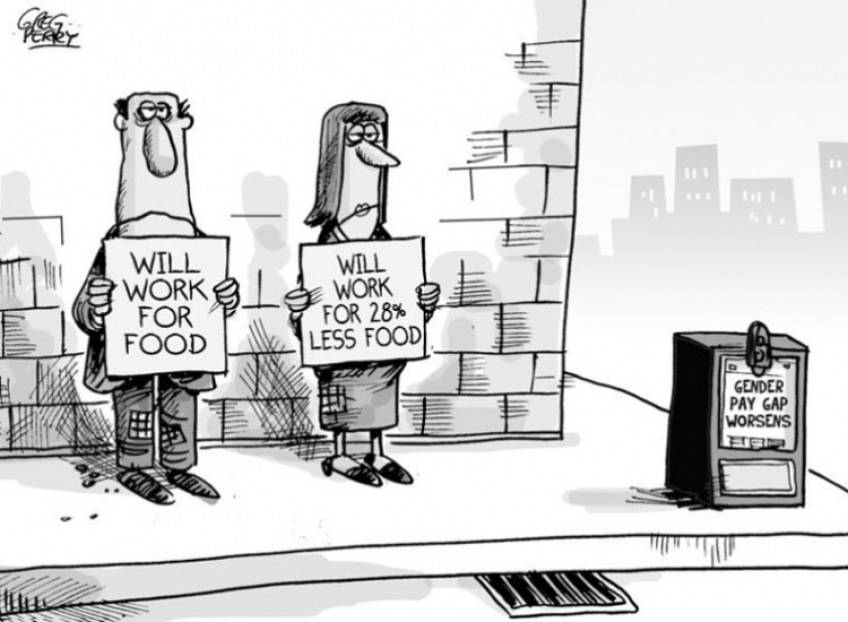 GREG
PERRY
WILL
WORK
FOR
FOOD
WILL
WORK
FOR 28%
LESS FOOD
GENDER
PAY GAP
WORSENS